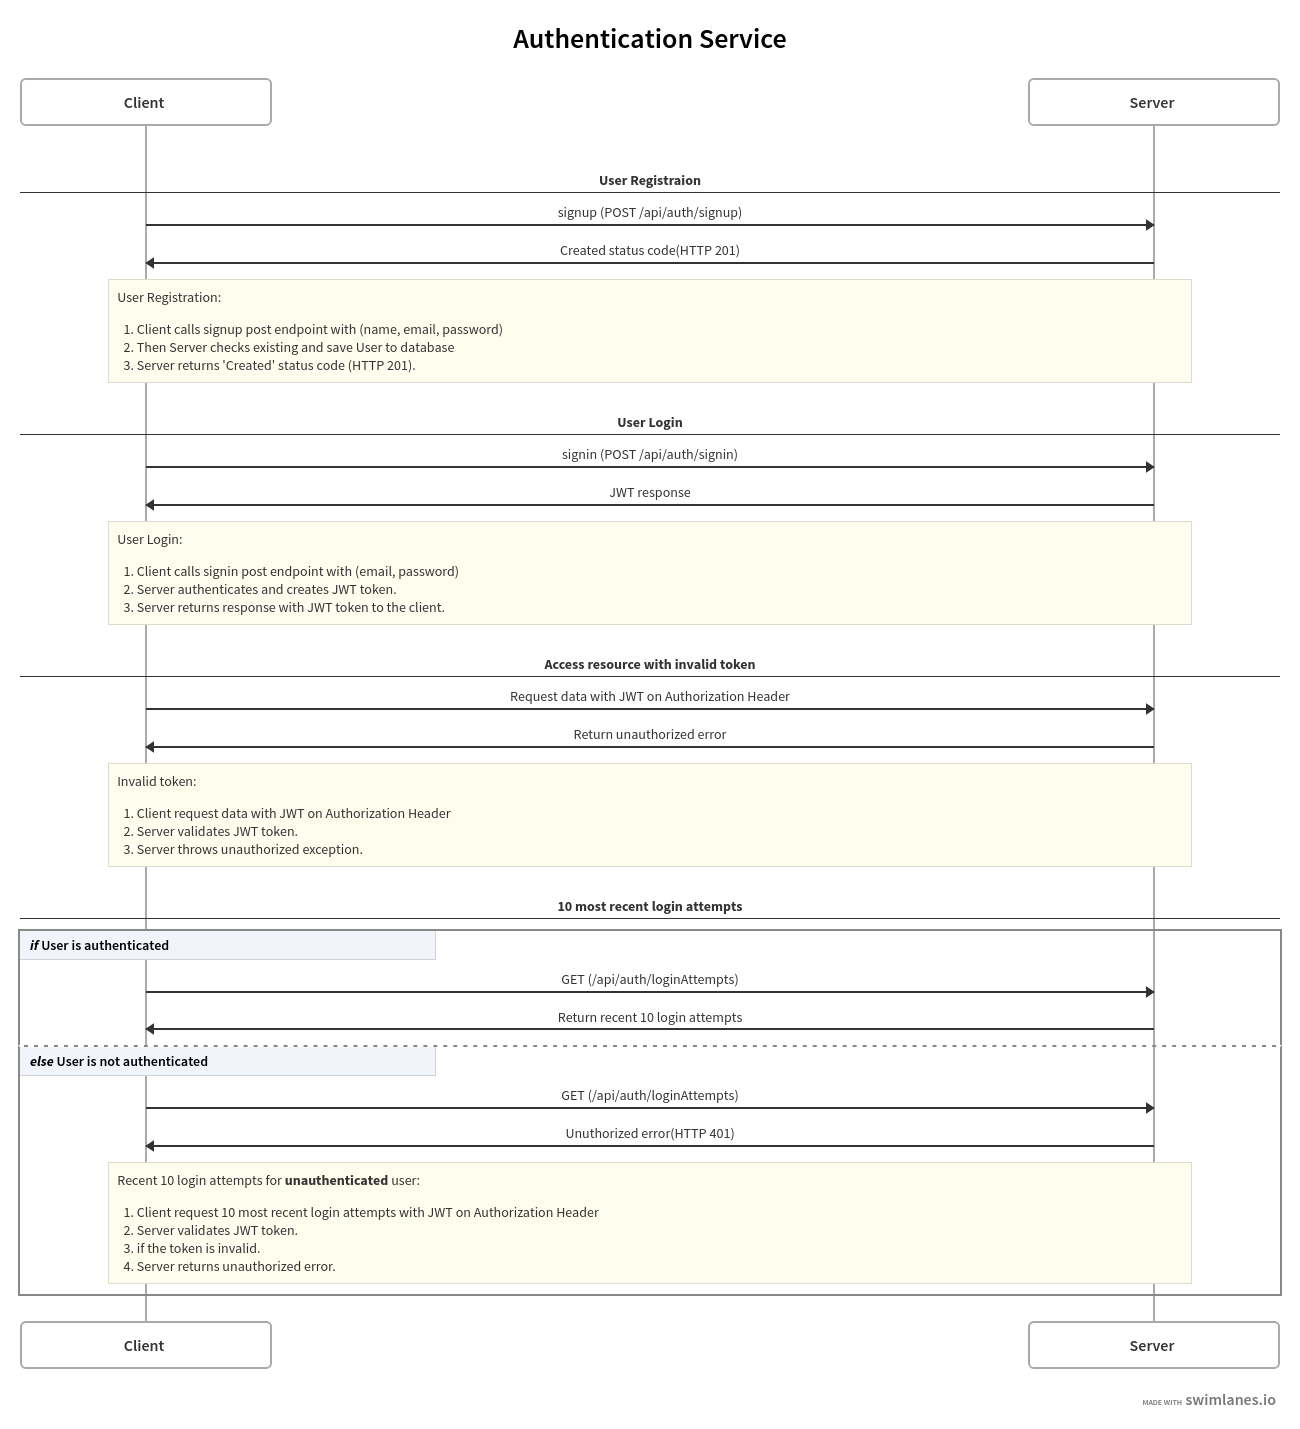 Authentication Service
Client
Server
User Registraion
signup (POST /api/auth/signup)
Created status code(HTTP 201)
User Registration:
1. Client calls signup post endpoint with (name, email, password)
2. Then Server checks existing and save User to database
3. Server returns 'Created' status code (HTTP 201).
User Login
signin (POST /api/auth/signin)
JWT response
User Login:
1. Client calls signin post endpoint with (email, password)
2. Server authenticates and creates JWT token.
3. Server returns response with JWT token to the client.
Access resource with invalid token
Request data with JWT on Authorization Header
Return unauthorized error
Invalid token:
1. Client request data with JWT on Authorization Header
2. Server validates JWT token.
3. Server throws unauthorized exception.
10 most recent login attempts
if User is authenticated
GET (/api/auth/loginAttempts)
Return recent 10 login attempts
else User is not authenticated
GET (/api/auth/loginAttempts)
Unuthorized error(HTTP 401)
Recent 10 login attempts for unauthenticated user:
1. Client request 10 most recent login attempts with JWT on Authorization Header
2. Server validates JWT token.
3. if the token is invalid.
4. Server returns unauthorized error.
Client
Server
MADE WITH swimlanes.io